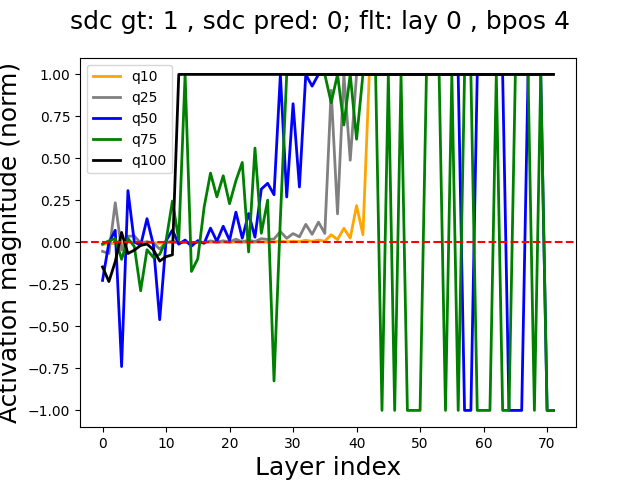 sdc gt: 1 , sdc pred: 0; flt: lay 0 , bpos 4
Activation magnitude (norm)
1.00
0.75
0.50
0.25
0.00
−0.25
−0.50
−0.75
−1.00
q10
q25
q50
q75
q100
0 10 20 30 40 50 60 70
Layer index